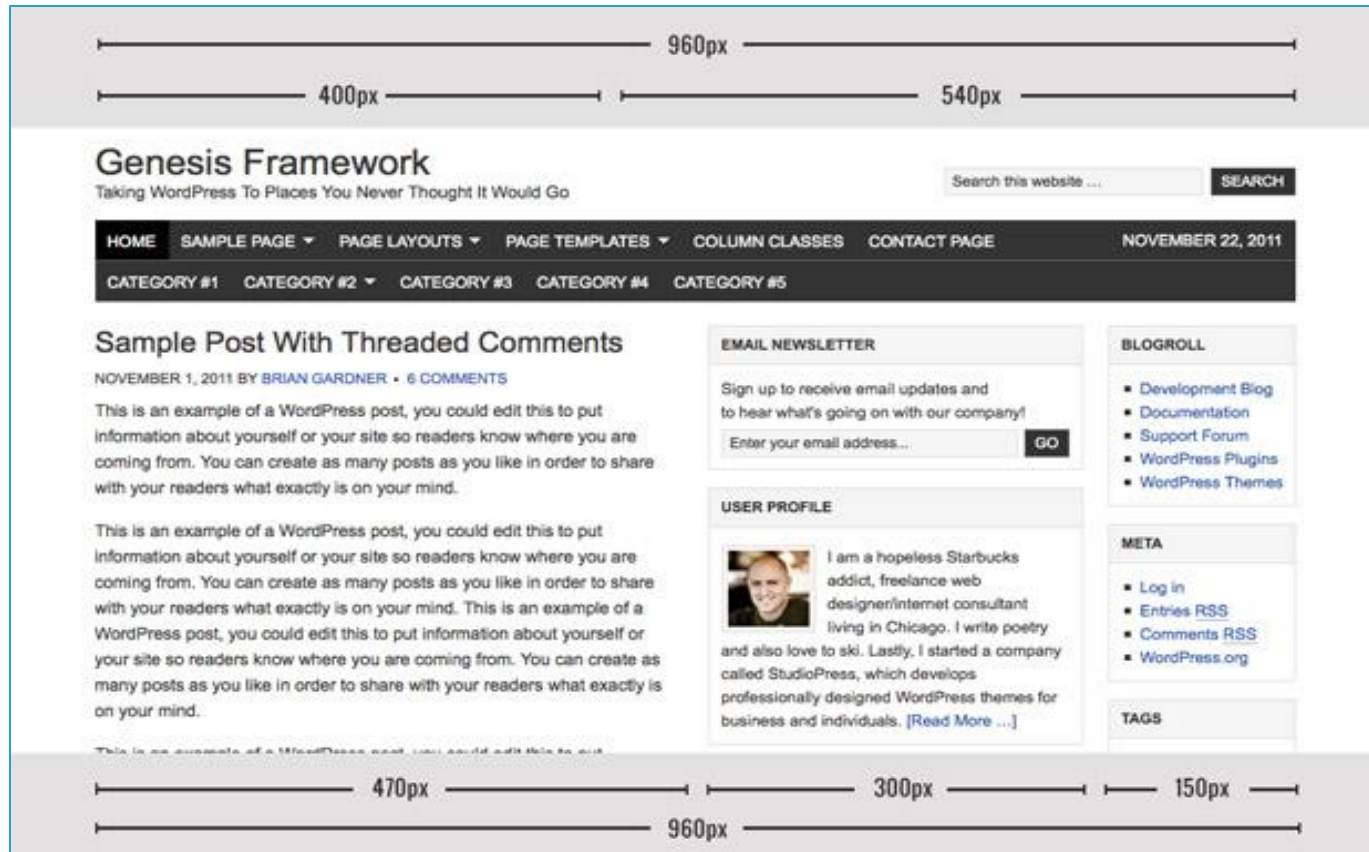 960px
400px 540px
Genesis Framework
Taking WordPress To Places You Never Thought It Would Go
Search this website ... SEARCH
HOME SAMPLE PAGE PAGE LAYOUTS PAGE TEMPLATES COLUMN CLASSES CONTACT PAGE NOVEMBER 22, 2011
CATEGORY #1 CATEGORY #2 CATEGORY #3 CATEGORY #4 CATEGORY #5
Sample Post With Threaded Comments
NOVEMBER 1, 2011 BY BRIAN GARDNER • 6 COMMENTS
This is an example of a WordPress post, you could edit this to put
information about yourself or your site so readers know where you are
coming from. You can create as many posts as you like in order to share
with your readers what exactly is on your mind.
This is an example of a WordPress post, you could edit this to put
information about yourself or your site so readers know where you are
coming from. You can create as many posts as you like in order to share
with your readers what exactly is on your mind. This is an example of a
WordPress post, you could edit this to put information about yourself or
your site so readers know where you are coming from. You can create as
many posts as you like in order to share with your readers what exactly is
on your mind.
This is an example of a WordPress post, you could edit this to put
EMAIL NEWSLETTER
Sign up to receive email updates and
to hear what's going on with our company!
Enter your email address... GO
USER PROFILE
I am a hopeless Starbucks
addict, freelance web
designer/internet consultant
living in Chicago. I write poetry
and also love to ski. Lastly, I started a company
called StudioPress, which develops
professionally designed WordPress themes for
business and individuals. [Read More ...]
BLOGROLL
Development Blog
Documentation
Support Forum
WordPress Plugins
WordPress Themes
META
Log in
Entries RSS
Comments RSS
WordPress.org
TAGS
470px 300px 150px
960px